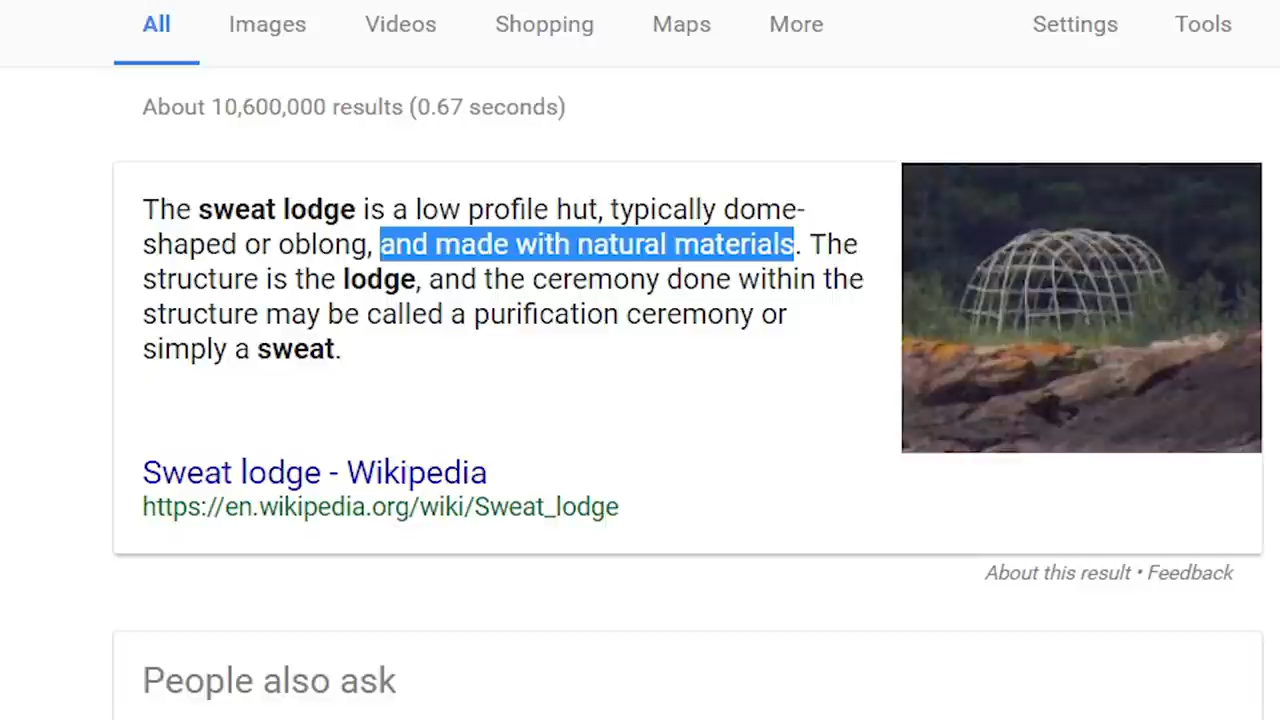 All Images Videos Shopping Maps More Settings Tools
About 10,600,000 results (0.67 seconds)
The sweat lodge is a low profile hut, typically dome-
shaped or oblong, and made with natural materials. The
structure is the lodge, and the ceremony done within the
structure may be called a purification ceremony or
simply a sweat.
Sweat lodge - Wikipedia
https://en.wikipedia.org/wiki/Sweat_lodge
About this result • Feedback
People also ask